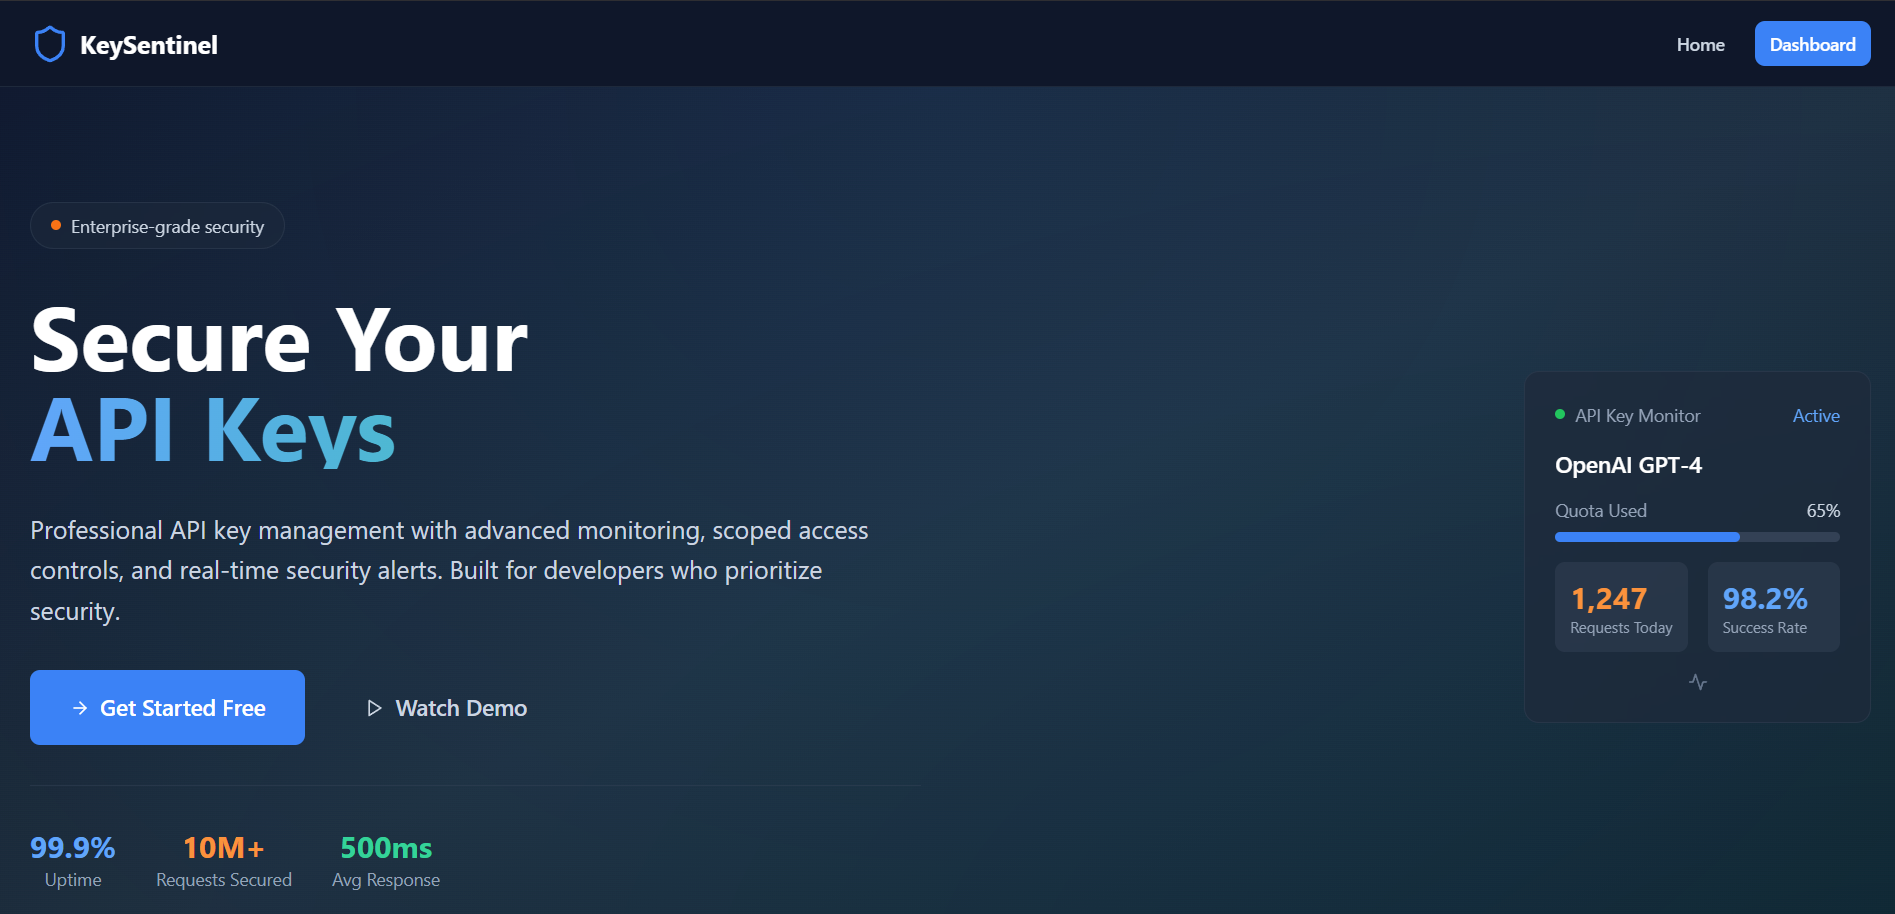 KeySentinel
Home
Dashboard
Enterprise-grade security
Secure Your
API Keys
Professional API key management with advanced monitoring, scoped access
controls, and real-time security alerts. Built for developers who prioritize
security.
Get Started Free
Watch Demo
99.9%
Uptime
10M+
Requests Secured
500ms
Avg Response
API Key Monitor
Active
OpenAI GPT-4
Quota Used
65%
1,247
Requests Today
98.2%
Success Rate